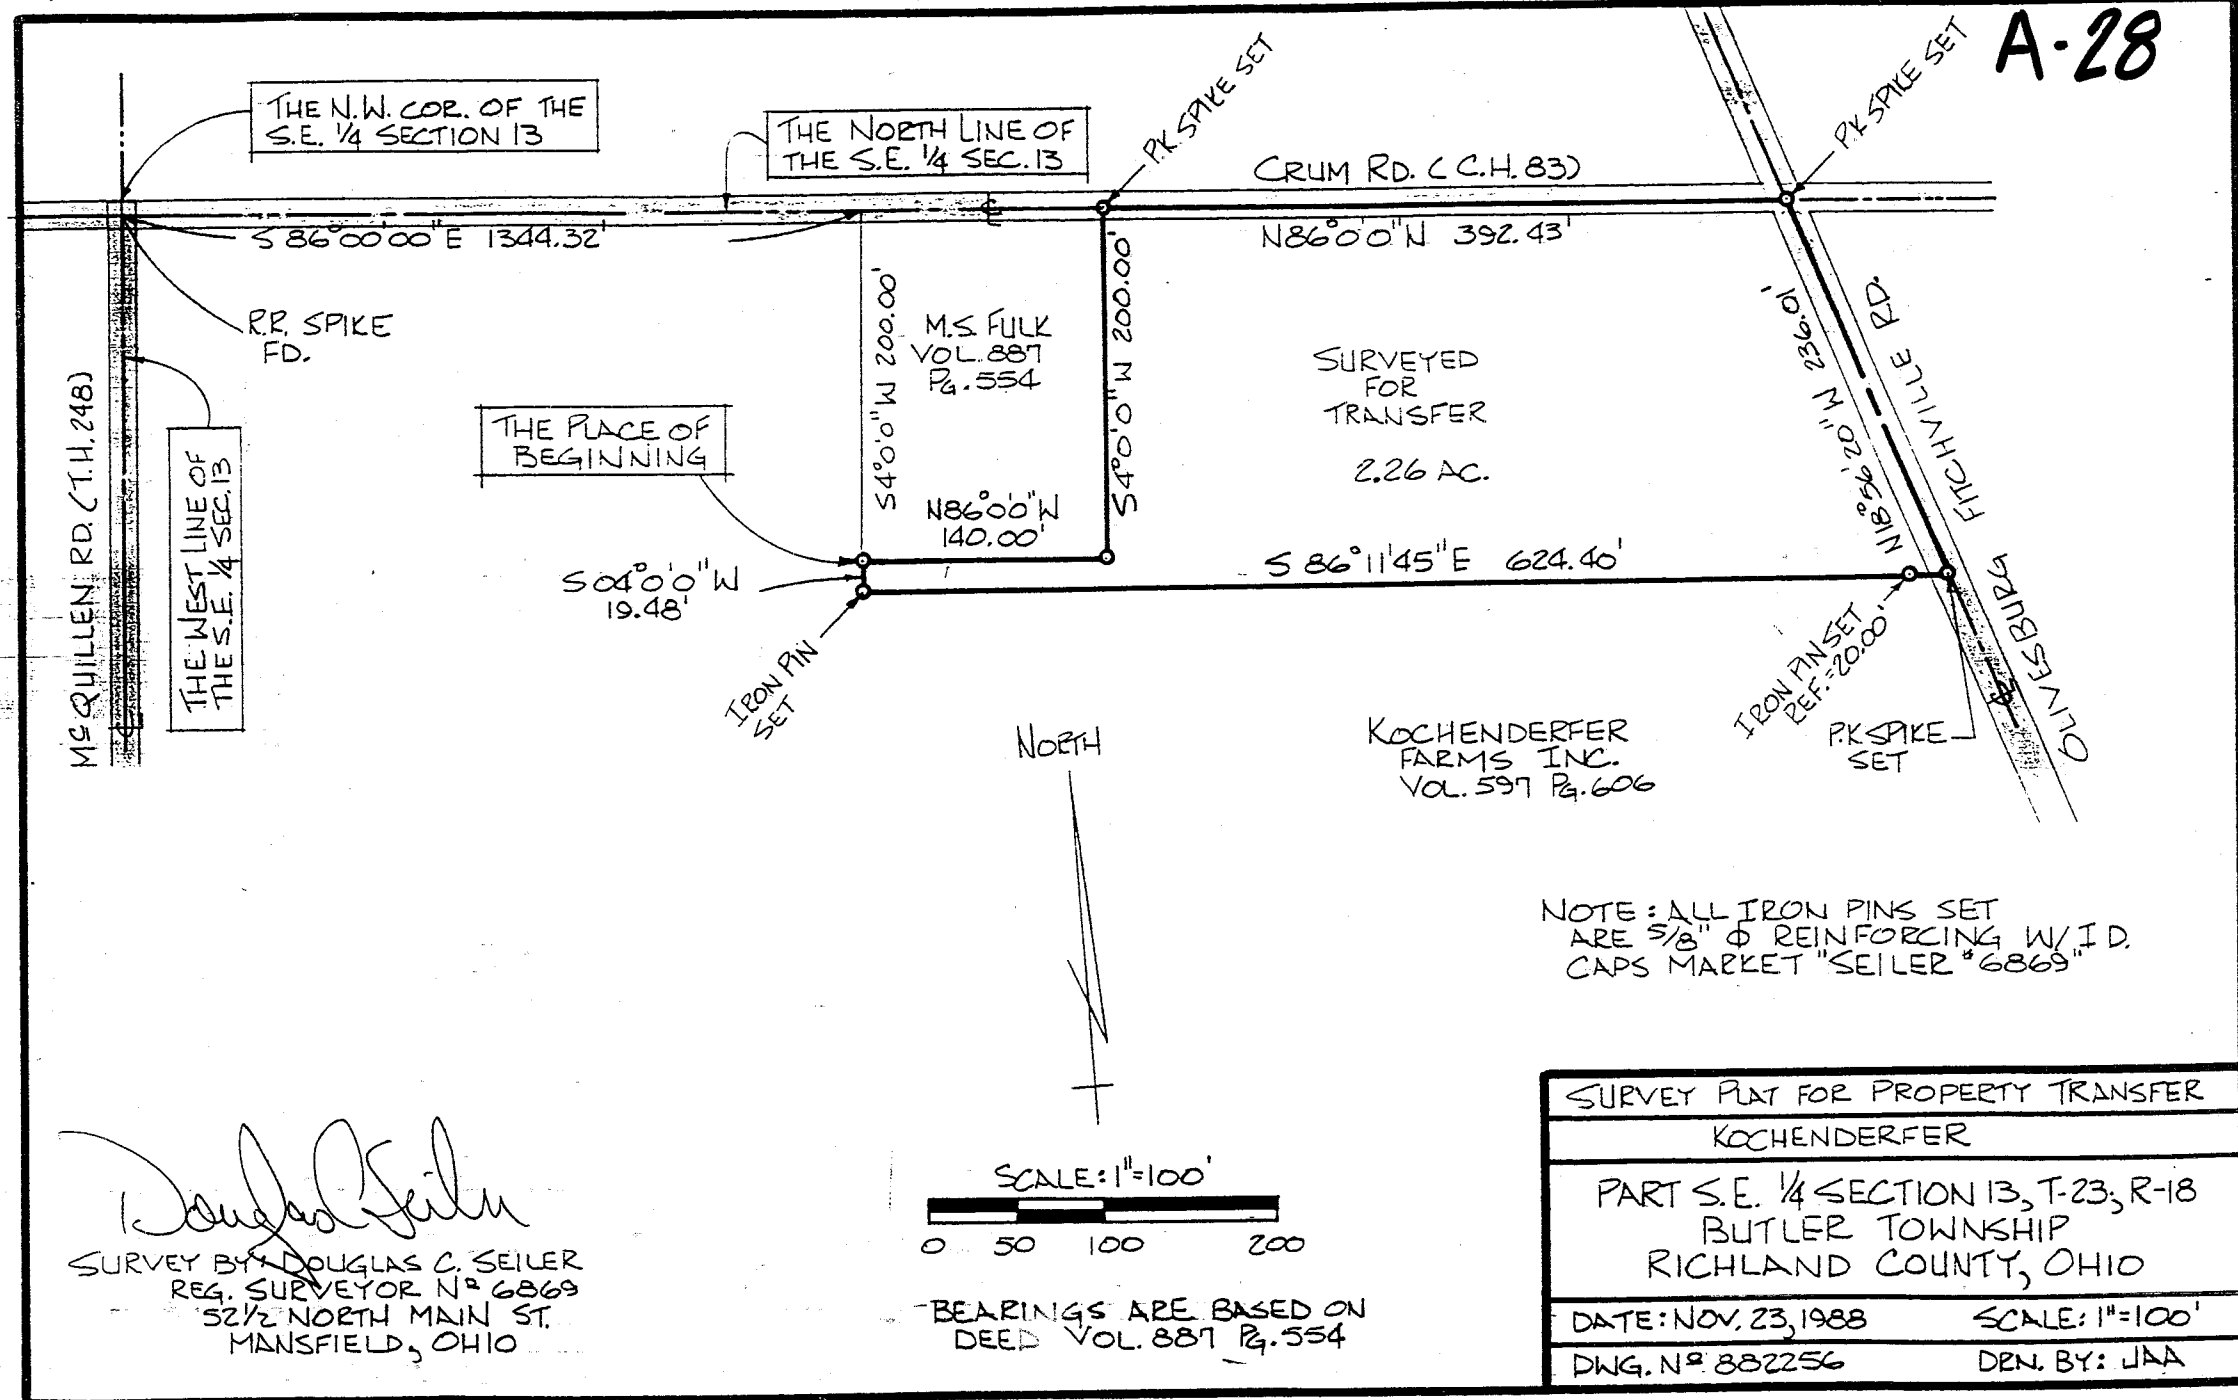 A-28
THE N.W. COR. OF THE
S.E. 1/4 SECTION 13
THE NORTH LINE OF
THE S.E. 1/4 SEC. 13
P.K. SPIKE SET
CRUM RD. (C.H. 83)
P.K. SPIKE SET
S 86°00'00"E 1344.32'
N86°0'0"N 392.43'
R.R. SPIKE
FD.
S4°0'0"W 200.00'
M.S. FULK
VOL. 887
PG. 554
S4°0'0"W 200.00'
SURVEYED
FOR
TRANSFER
2.26 AC.
N18°56'20"W 236.01'
OLIVESBURG FITCHVILLE RD.
McQUILLEN RD. (T.H. 248)
THE WEST LINE OF
THE S.E. 1/4 SEC. 13
THE PLACE OF
BEGINNING
N86°0'0"W
140.00'
S 04°0'0"W
19.48'
S 86°11'45"E 624.40'
IRON PIN
SET
IRON PIN SET
REF.=20.00'
P.K. SPIKE
SET
NORTH
KOCHENDERFER
FARMS INC.
VOL. 597 PG. 606
NOTE: ALL IRON PINS SET
ARE 5/8" Φ REINFORCING W/ I.D.
CAPS MARKET "SEILER #6869"
Douglas C Seiler
SURVEY BY: DOUGLAS C. SEILER
REG. SURVEYOR Nº 6869
52 1/2 NORTH MAIN ST.
MANSFIELD, OHIO
SCALE: 1"=100'
0 50 100 200
BEARINGS ARE BASED ON
DEED VOL. 887 PG. 554
SURVEY PLAT FOR PROPERTY TRANSFER
KOCHENDERFER
PART S.E. 1/4 SECTION 13, T-23, R-18
BUTLER TOWNSHIP
RICHLAND COUNTY, OHIO
DATE: NOV. 23, 1988 SCALE: 1"=100'
DWG. Nº 882256 DRN. BY: JAA